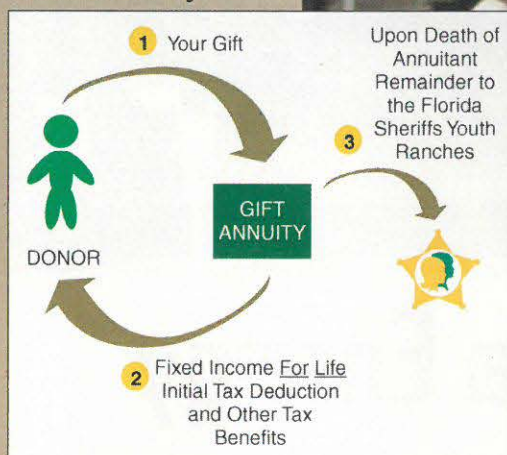 1 Your Gift
DONOR
GIFT
ANNUITY
2 Fixed Income For Life
Initial Tax Deduction
and Other Tax
Benefits
3 Upon Death of
Annuitant
Remainder to
the Florida
Sheriffs Youth
Ranches